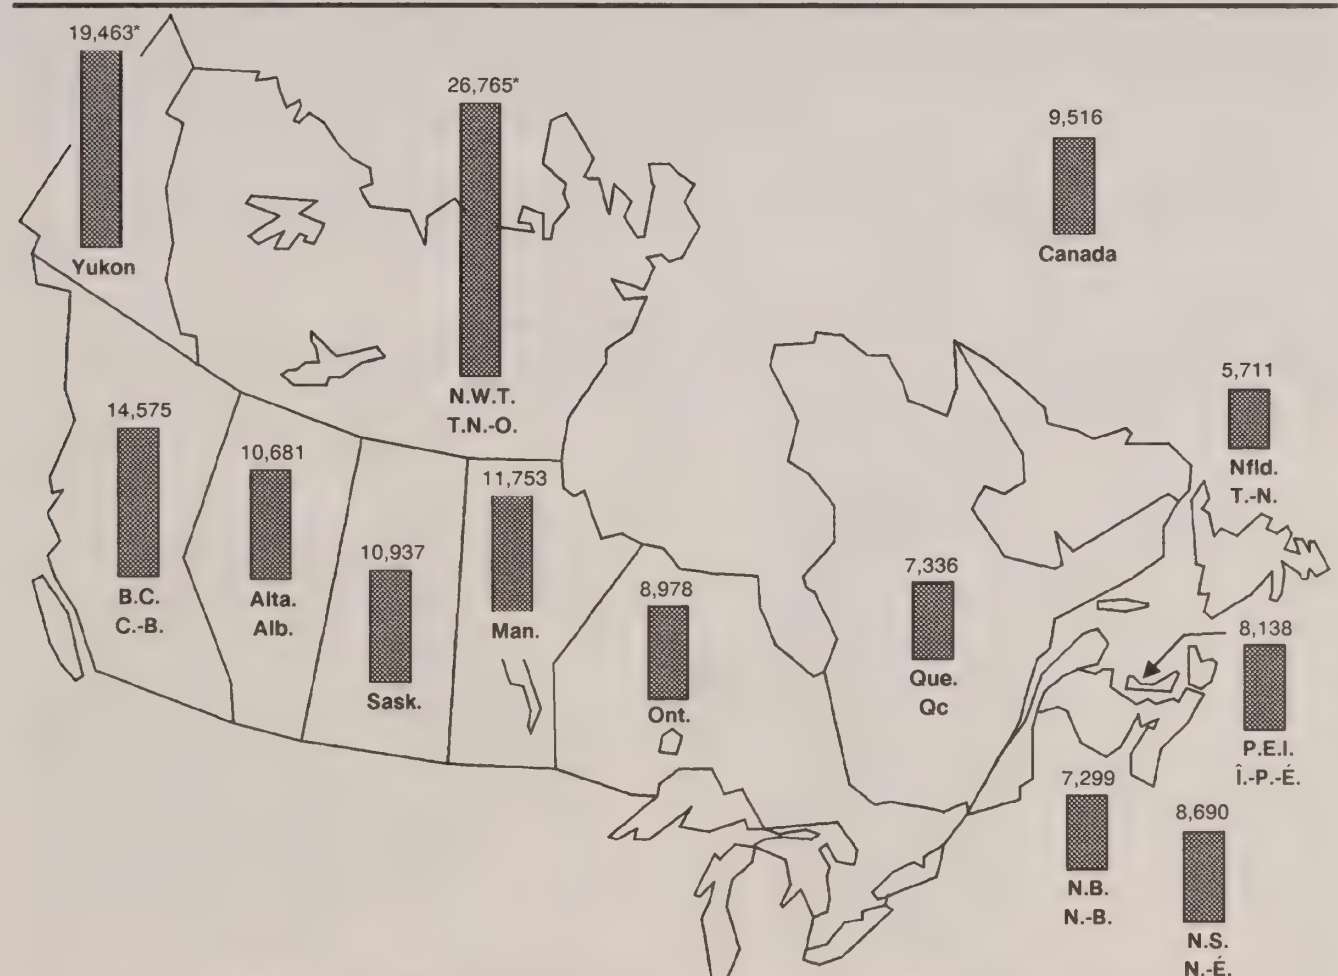 19,463*
Yukon
26,765*
N.W.T.
T.N.-O.
9,516
Canada
5,711
Nfld.
T.-N.
14,575
B.C.
C.-B.
10,681
Alta.
Alb.
10,937
Sask.
11,753
Man.
8,978
Ont.
7,336
Que.
Qc
8,138
P.E.I.
Î.-P.-É.
7,299
N.B.
N.-B.
8,690
N.S.
N.-É.